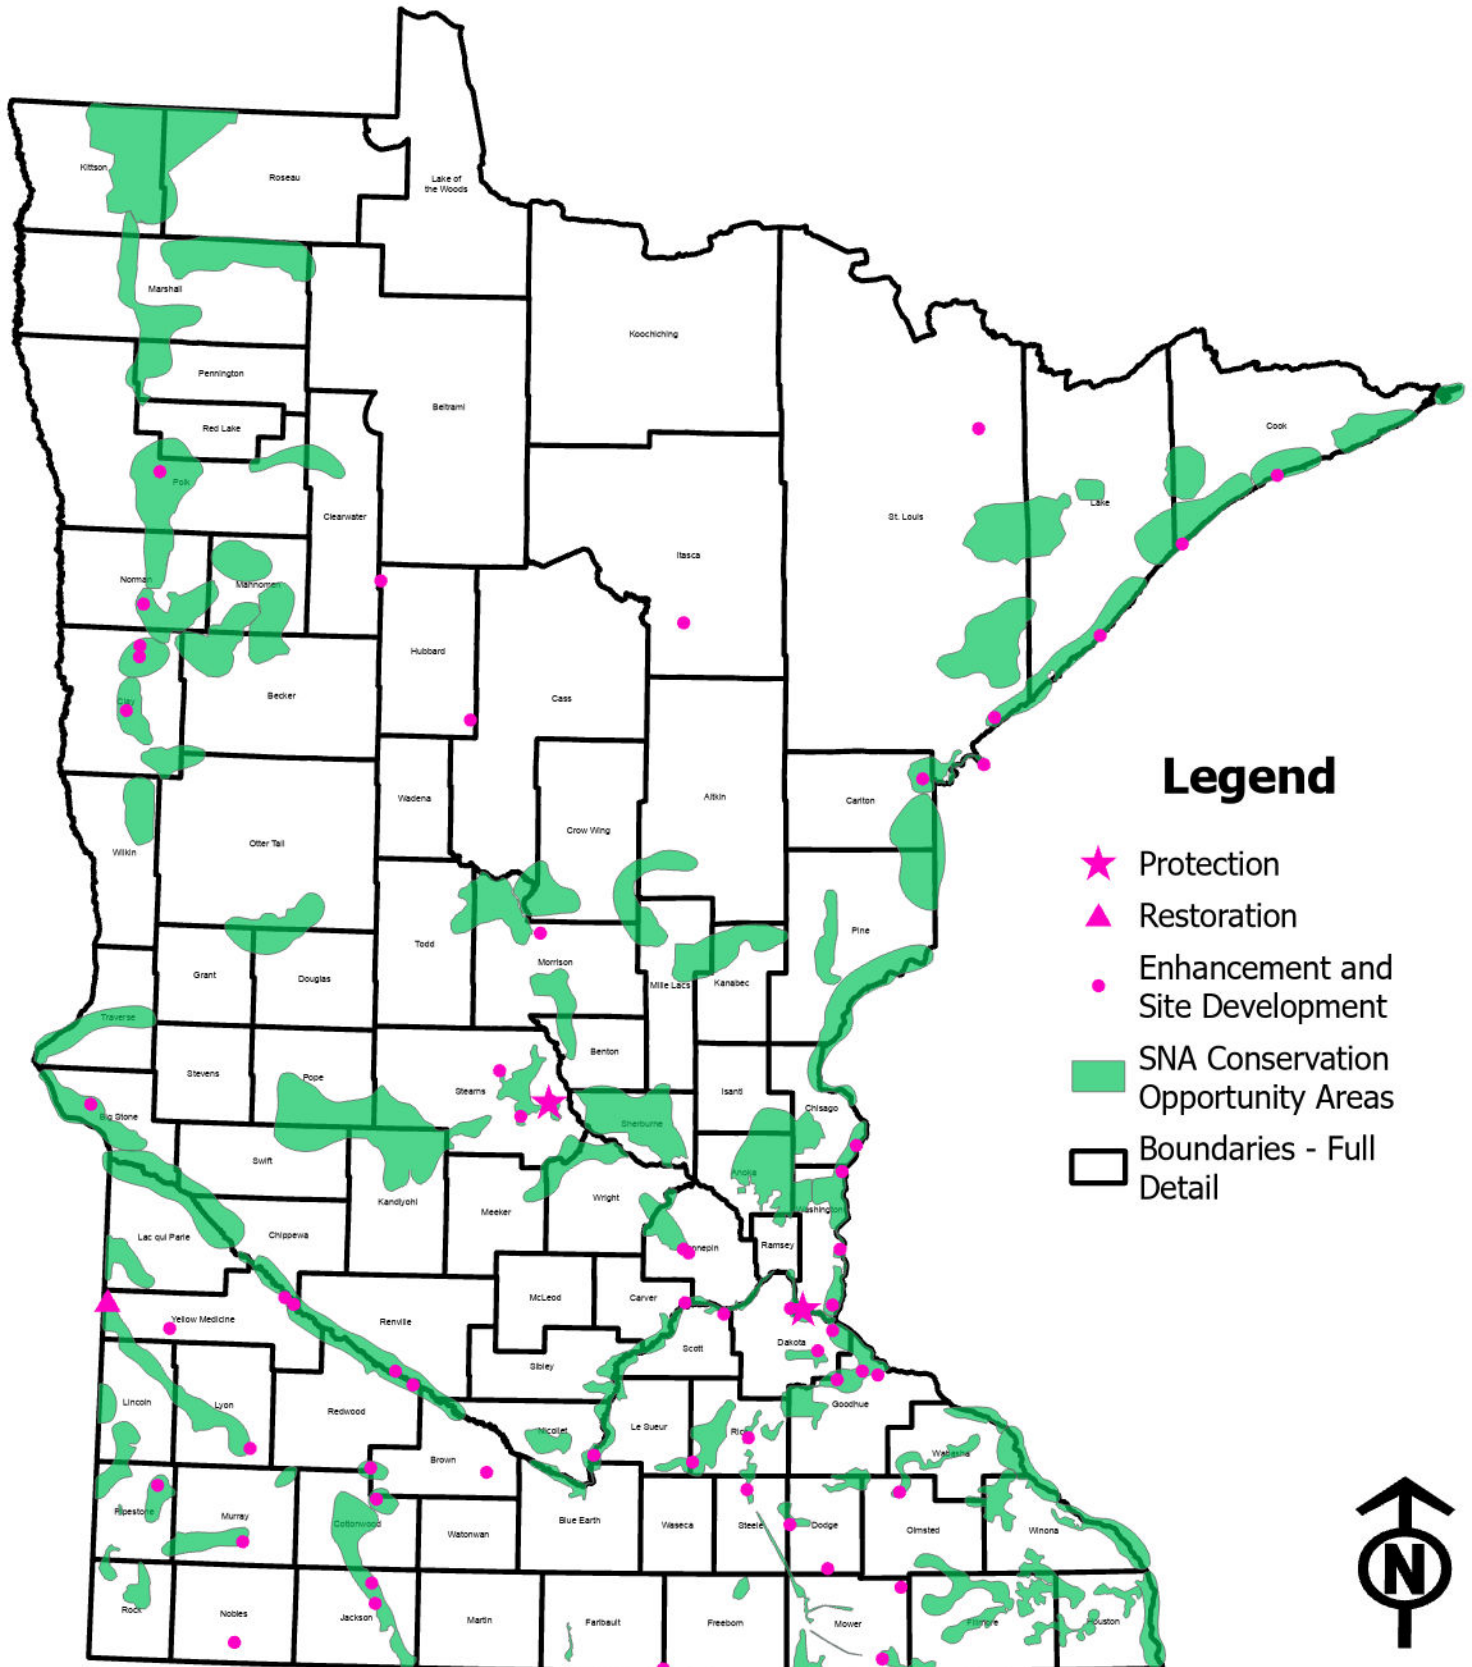 Kittson
Roseau
Lake of
the Woods
Marshall
Koochiching
Pennington
Beltrami
Red Lake
Cook
Polk
Lake
Clearwater
St. Louis
Itasca
Norman
Mahnomen
Hubbard
Becker
Cass
Clay
Legend
Aitkin
Wadena
Carlton
Crow Wing
Otter Tail
Wilkin
Protection
Restoration
Pine
Todd
Morrison
Grant
Douglas
Mille Lacs
Kanabec
Enhancement and
Site Development
Traverse
Benton
SNA Conservation
Opportunity Areas
Stevens
Pope
Stearns
Isanti
Chisago
Big Stone
Sherburne
Boundaries - Full
Detail
Swift
Anoka
Kandiyohi
Wright
Meeker
Washington
Lac qui Parle
Chippewa
nnepin
Ramsey
McLeod
Carver
Yellow Medicine
Renville
Dakota
Scott
Sibley
Lincoln
Lyon
Redwood
Goodhue
Nicollet
Le Sueur
Ric
Brown
Wabasha
Pipestone
Murray
Cottonwood
Watonwan
Blue Earth
Waseca
Steele
Dodge
Olmsted
Winona
Rock
Nobles
Jackson
Martin
Faribault
Freeborn
Mower
Fillmore
Houston
N